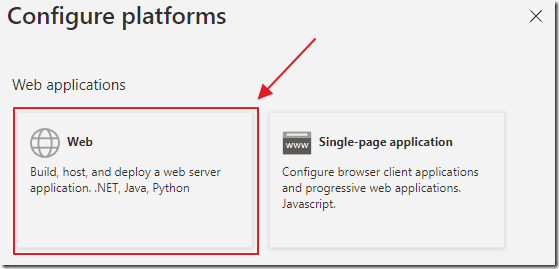 Configure platforms
Web applications
Web
Build, host, and deploy a web server
application. .NET, Java, Python
www
Single-page application
Configure browser client applications
and progressive web applications.
Javascript.